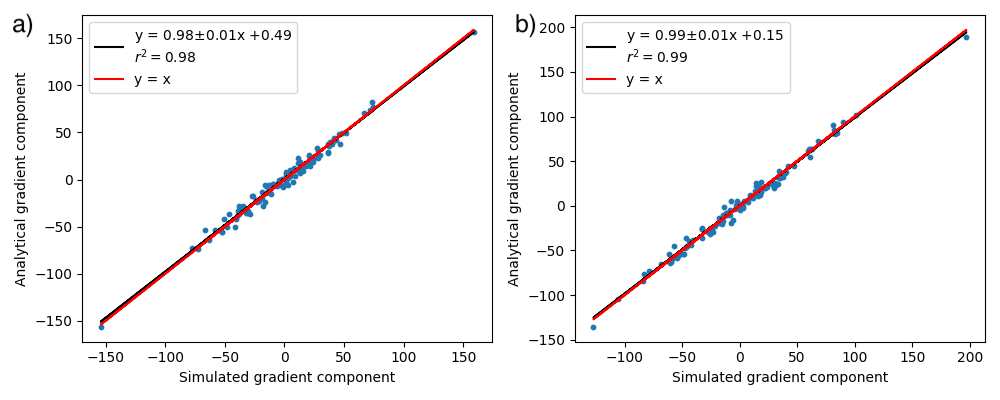 a)
y = 0.98±0.01x +0.49
r² = 0.98
y = x
150
100
50
0
−50
−100
−150
Analytical gradient component
−150 −100 −50 0 50 100 150
Simulated gradient component
b)
y = 0.99±0.01x +0.15
r² = 0.99
y = x
200
150
100
50
0
−50
−100
−150
Analytical gradient component
−100 −50 0 50 100 150 200
Simulated gradient component